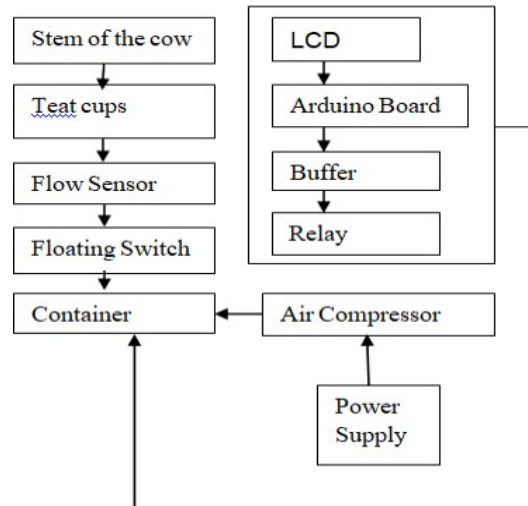 Stem of the cow
Teat cups
Flow Sensor
Floating Switch
Container
LCD
Arduino Board
Buffer
Relay
Air Compressor
Power
Supply